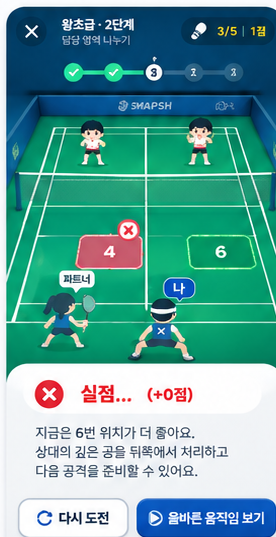 왕초급 · 2단계
담당 영역 나누기
3/5 | 1점
3
SMAPSH
4
6
파트너
나
실점... (+0점)
지금은 6번 위치가 더 좋아요.
상대의 깊은 공을 뒤쪽에서 처리하고
다음 공격을 준비할 수 있어요.
다시 도전
올바른 움직임 보기